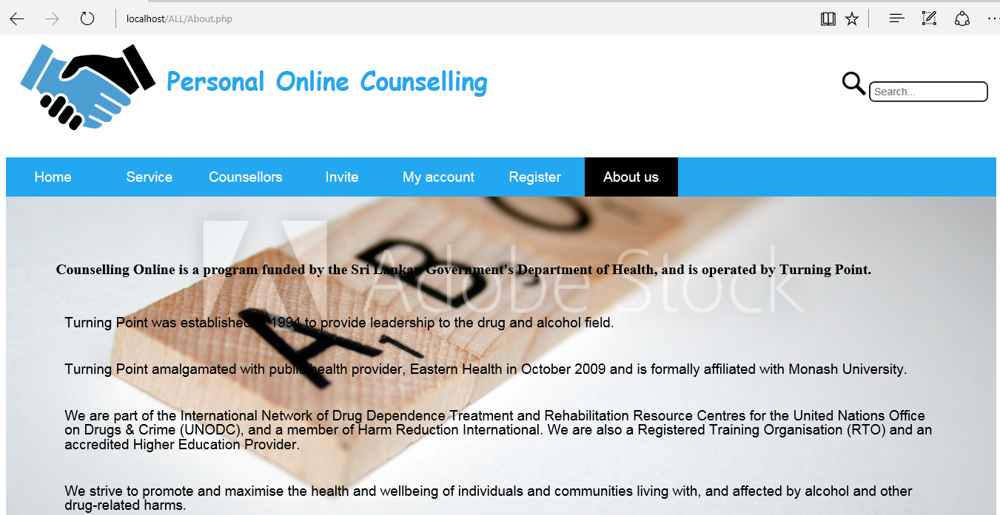 localhost/ALL/About.php
Personal Online Counselling
Search...
Home Service Counsellors Invite My account Register About us
Adobe Stock
A 1 B C
Counselling Online is a program funded by the Sri Lankan Government's Department of Health, and is operated by Turning Point.
Turning Point was established in 1994 to provide leadership to the drug and alcohol field.
Turning Point amalgamated with public health provider, Eastern Health in October 2009 and is formally affiliated with Monash University.
We are part of the International Network of Drug Dependence Treatment and Rehabilitation Resource Centres for the United Nations Office
on Drugs & Crime (UNODC), and a member of Harm Reduction International. We are also a Registered Training Organisation (RTO) and an
accredited Higher Education Provider.
We strive to promote and maximise the health and wellbeing of individuals and communities living with, and affected by alcohol and other
drug-related harms.